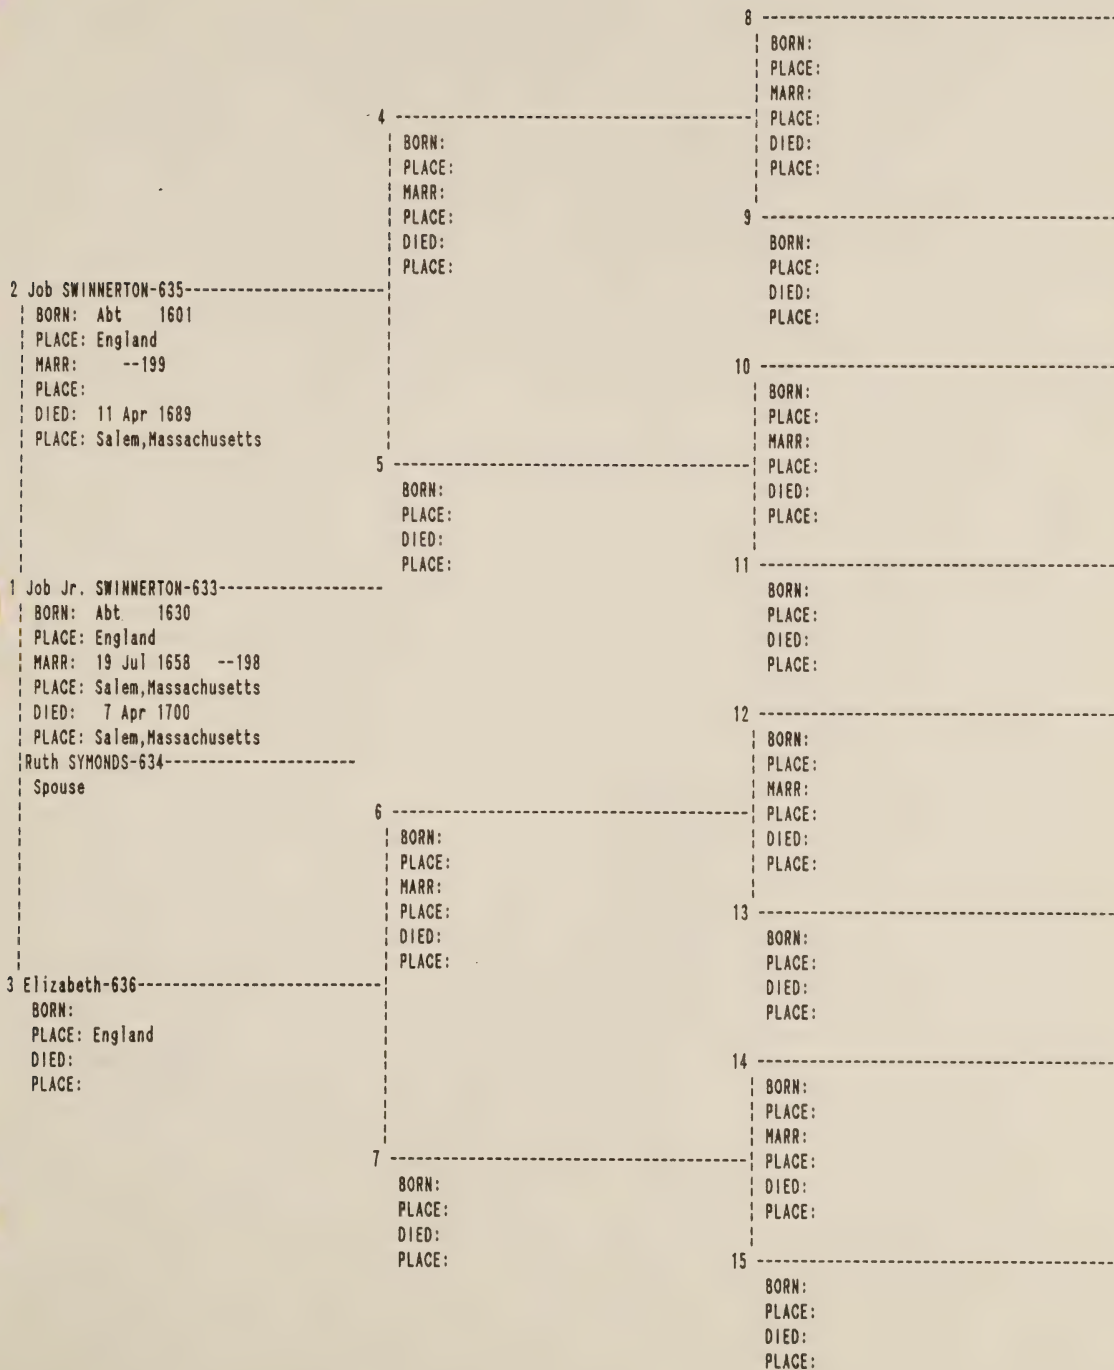 8 ----------------------------------------
BORN:
PLACE:
MARR:
PLACE:
DIED:
PLACE:
4 ----------------------------------------
BORN:
PLACE:
MARR:
PLACE:
DIED:
PLACE:
9 ----------------------------------------
BORN:
PLACE:
DIED:
PLACE:
2 Job SWINNERTON-635----------------------
BORN: Abt 1601
PLACE: England
MARR: --199
PLACE:
DIED: 11 Apr 1689
PLACE: Salem,Massachusetts
10 ----------------------------------------
BORN:
PLACE:
MARR:
PLACE:
DIED:
PLACE:
5 ----------------------------------------
BORN:
PLACE:
DIED:
PLACE:
11 ----------------------------------------
BORN:
PLACE:
DIED:
PLACE:
1 Job Jr. SWINNERTON-633------------------
BORN: Abt 1630
PLACE: England
MARR: 19 Jul 1658 --198
PLACE: Salem,Massachusetts
DIED: 7 Apr 1700
PLACE: Salem,Massachusetts
Ruth SYMONDS-634---------------------
Spouse
12 ----------------------------------------
BORN:
PLACE:
MARR:
PLACE:
DIED:
PLACE:
6 ----------------------------------------
BORN:
PLACE:
MARR:
PLACE:
DIED:
PLACE:
13 ----------------------------------------
BORN:
PLACE:
DIED:
PLACE:
3 Elizabeth-636---------------------------
BORN:
PLACE: England
DIED:
PLACE:
14 ----------------------------------------
BORN:
PLACE:
MARR:
PLACE:
DIED:
PLACE:
7 ----------------------------------------
BORN:
PLACE:
DIED:
PLACE:
15 ----------------------------------------
BORN:
PLACE:
DIED:
PLACE: